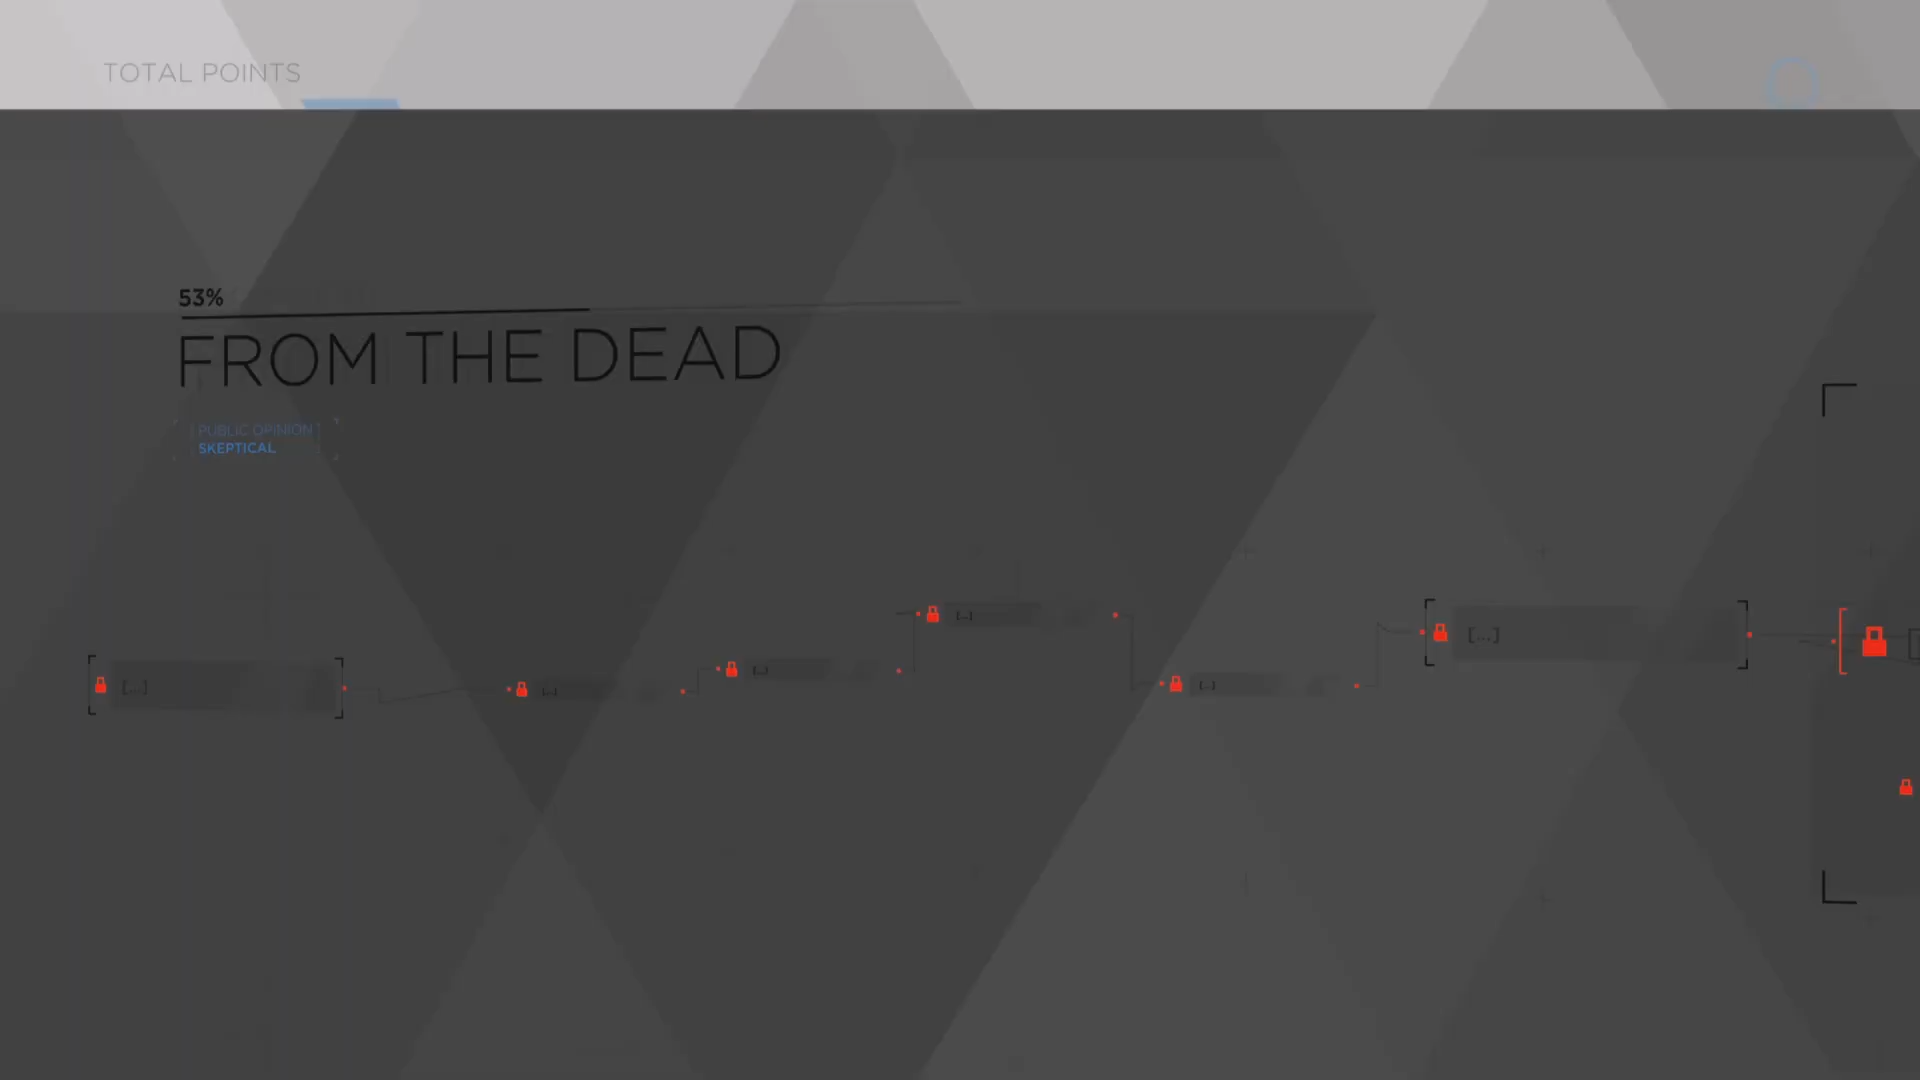 TOTAL POINTS
53%
FROM THE DEAD
PUBLIC OPINION
SKEPTICAL
[...]
[...]
[...]
[...]
[...]
[...]